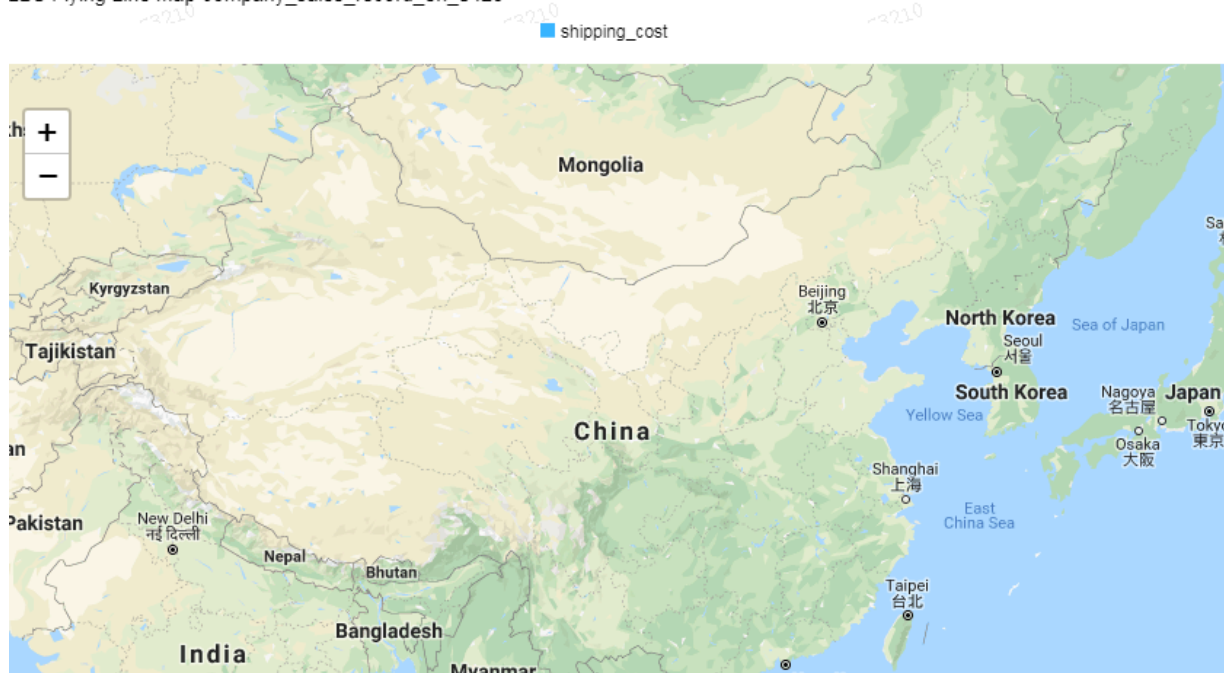 shipping_cost
+
Mongolia
−
Sa
Kyrgyzstan
Beijing
北京
North Korea
Sea of Japan
Seoul
서울
Tajikistan
South Korea
Nagoya
名古屋
Japan
Yellow Sea
Tokyo
東京
China
Osaka
大阪
an
Shanghai
上海
East
China Sea
Pakistan
New Delhi
नई दिल्ली
Nepal
Bhutan
Taipei
台北
Bangladesh
India
Myanmar